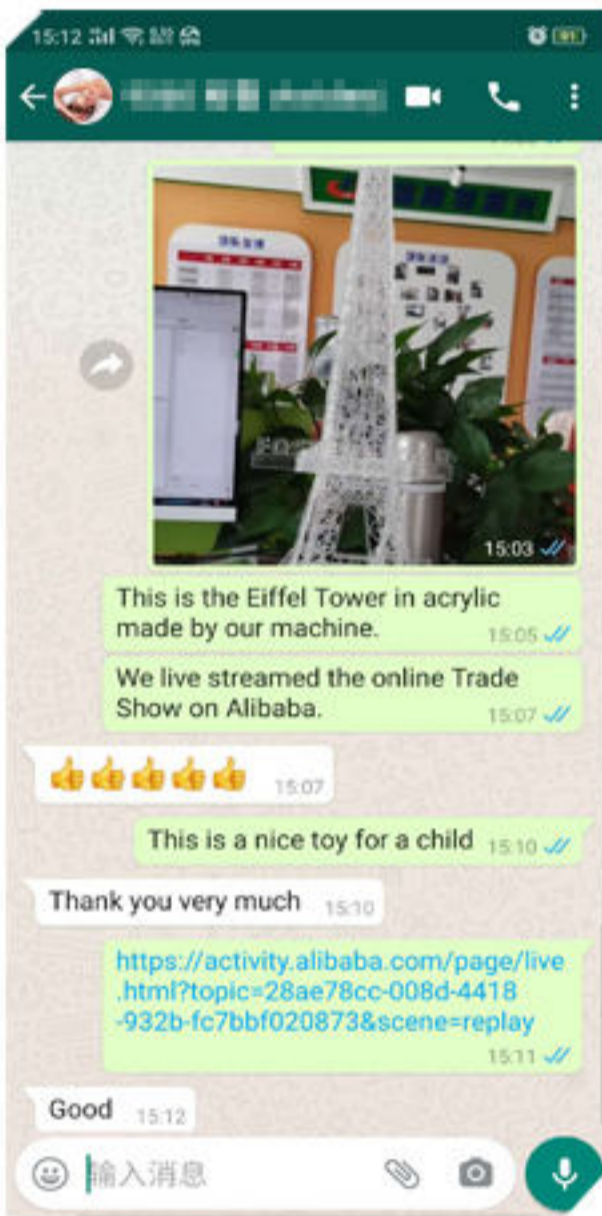 15:12
15:03
This is the Eiffel Tower in acrylic
made by our machine.
15:05
We live streamed the online Trade
Show on Alibaba.
15:07
👍👍👍👍👍 15:07
This is a nice toy for a child 15:10
Thank you very much 15:10
https://activity.alibaba.com/page/live
.html?topic=28ae78cc-008d-4418
-932b-fc7bbf020873&scene=replay
15:11
Good 15:12
输入消息